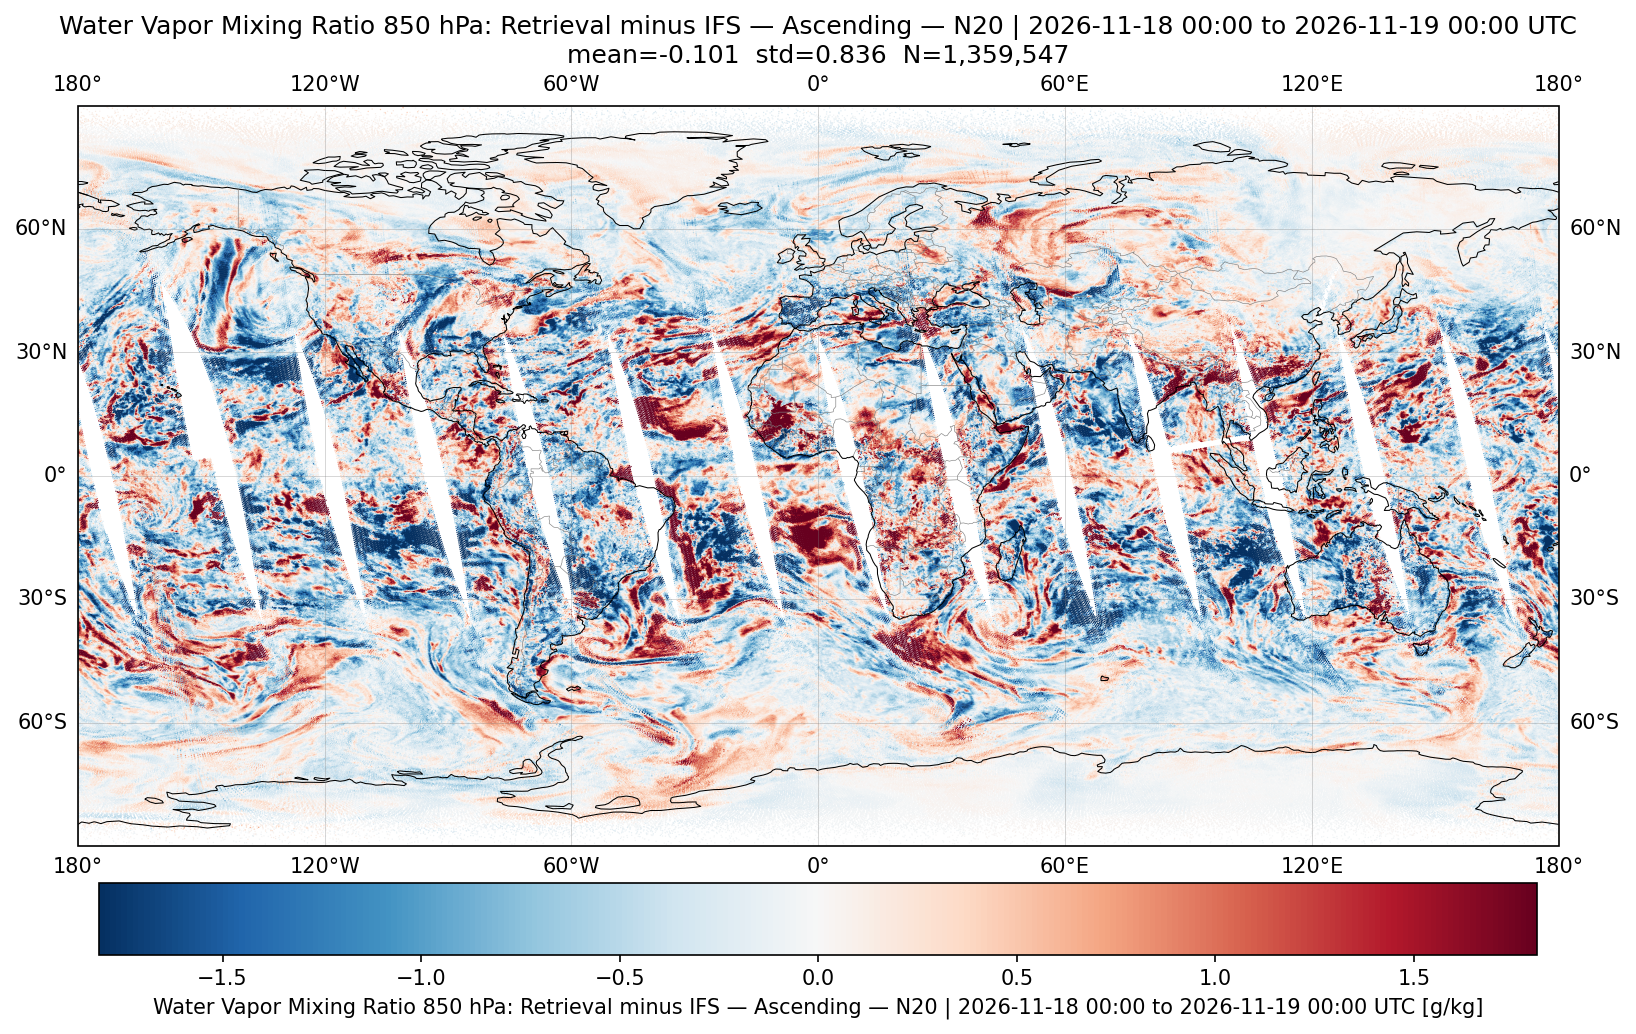 Water Vapor Mixing Ratio 850 hPa: Retrieval minus IFS — Ascending — N20 | 2026-11-18 00:00 to 2026-11-19 00:00 UTC
mean=-0.101  std=0.836  N=1,359,547
180° 120°W 60°W 0° 60°E 120°E 180°
60°N 60°N
30°N 30°N
0° 0°
30°S 30°S
60°S 60°S
180° 120°W 60°W 0° 60°E 120°E 180°
−1.5 −1.0 −0.5 0.0 0.5 1.0 1.5
Water Vapor Mixing Ratio 850 hPa: Retrieval minus IFS — Ascending — N20 | 2026-11-18 00:00 to 2026-11-19 00:00 UTC [g/kg]